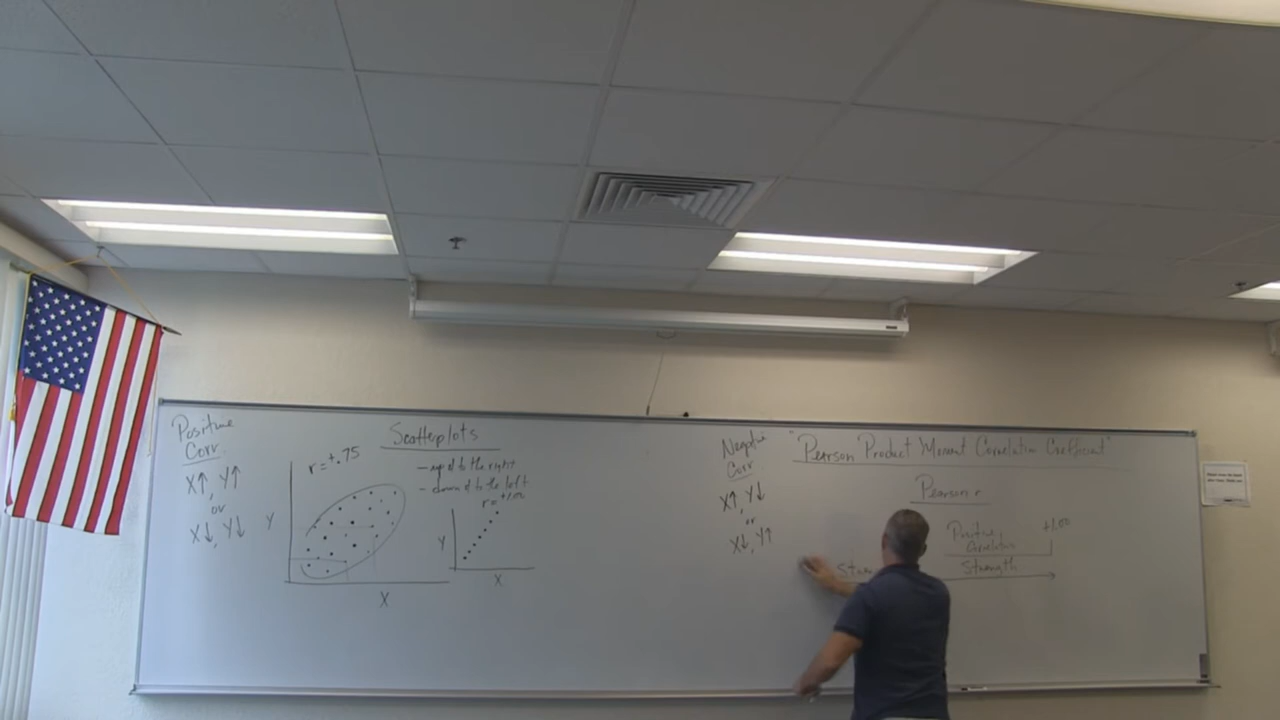 Positive
Corr.
X↑, Y↑
or
X↓, Y↓
Scatterplots
r=+.75
— up & to the right
— down & to the left
r=+1.00
Y
X
Y
X
Negative
Corr
X↑, Y↓
or
X↓, Y↑
"Pearson Product Moment Correlation Coefficient"
Pearson r
Positive
Correlation
+1.00
Strength